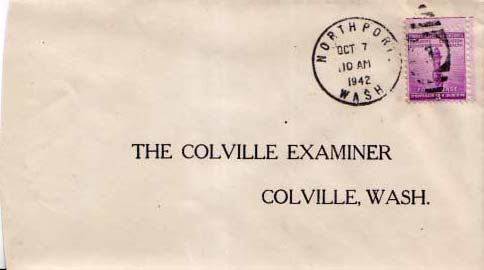 NORTHPORT.
OCT 7
10 AM
1942
WASH
THE COLVILLE EXAMINER
COLVILLE, WASH.